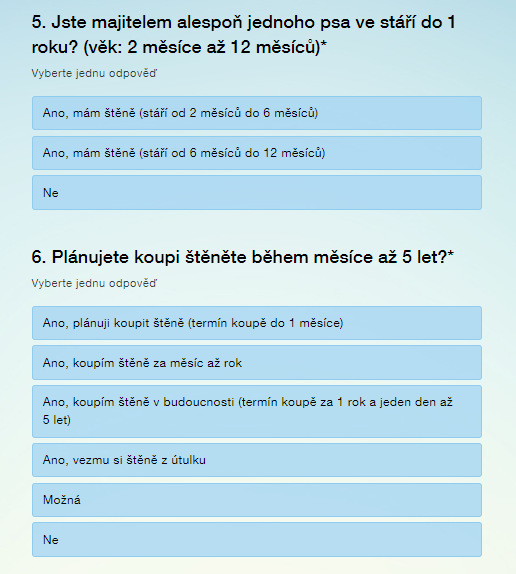 5. Jste majitelem alespoň jednoho psa ve stáří do 1
roku? (věk: 2 měsíce až 12 měsíců)*
Vyberte jednu odpověď
Ano, mám štěně (stáří od 2 měsíců do 6 měsíců)
Ano, mám štěně (stáří od 6 měsíců do 12 měsíců)
Ne
6. Plánujete koupi štěněte během měsíce až 5 let?*
Vyberte jednu odpověď
Ano, plánuji koupit štěně (termín koupě do 1 měsíce)
Ano, koupím štěně za měsíc až rok
Ano, koupím štěně v budoucnosti (termín koupě za 1 rok a jeden den až
5 let)
Ano, vezmu si štěně z útulku
Možná
Ne